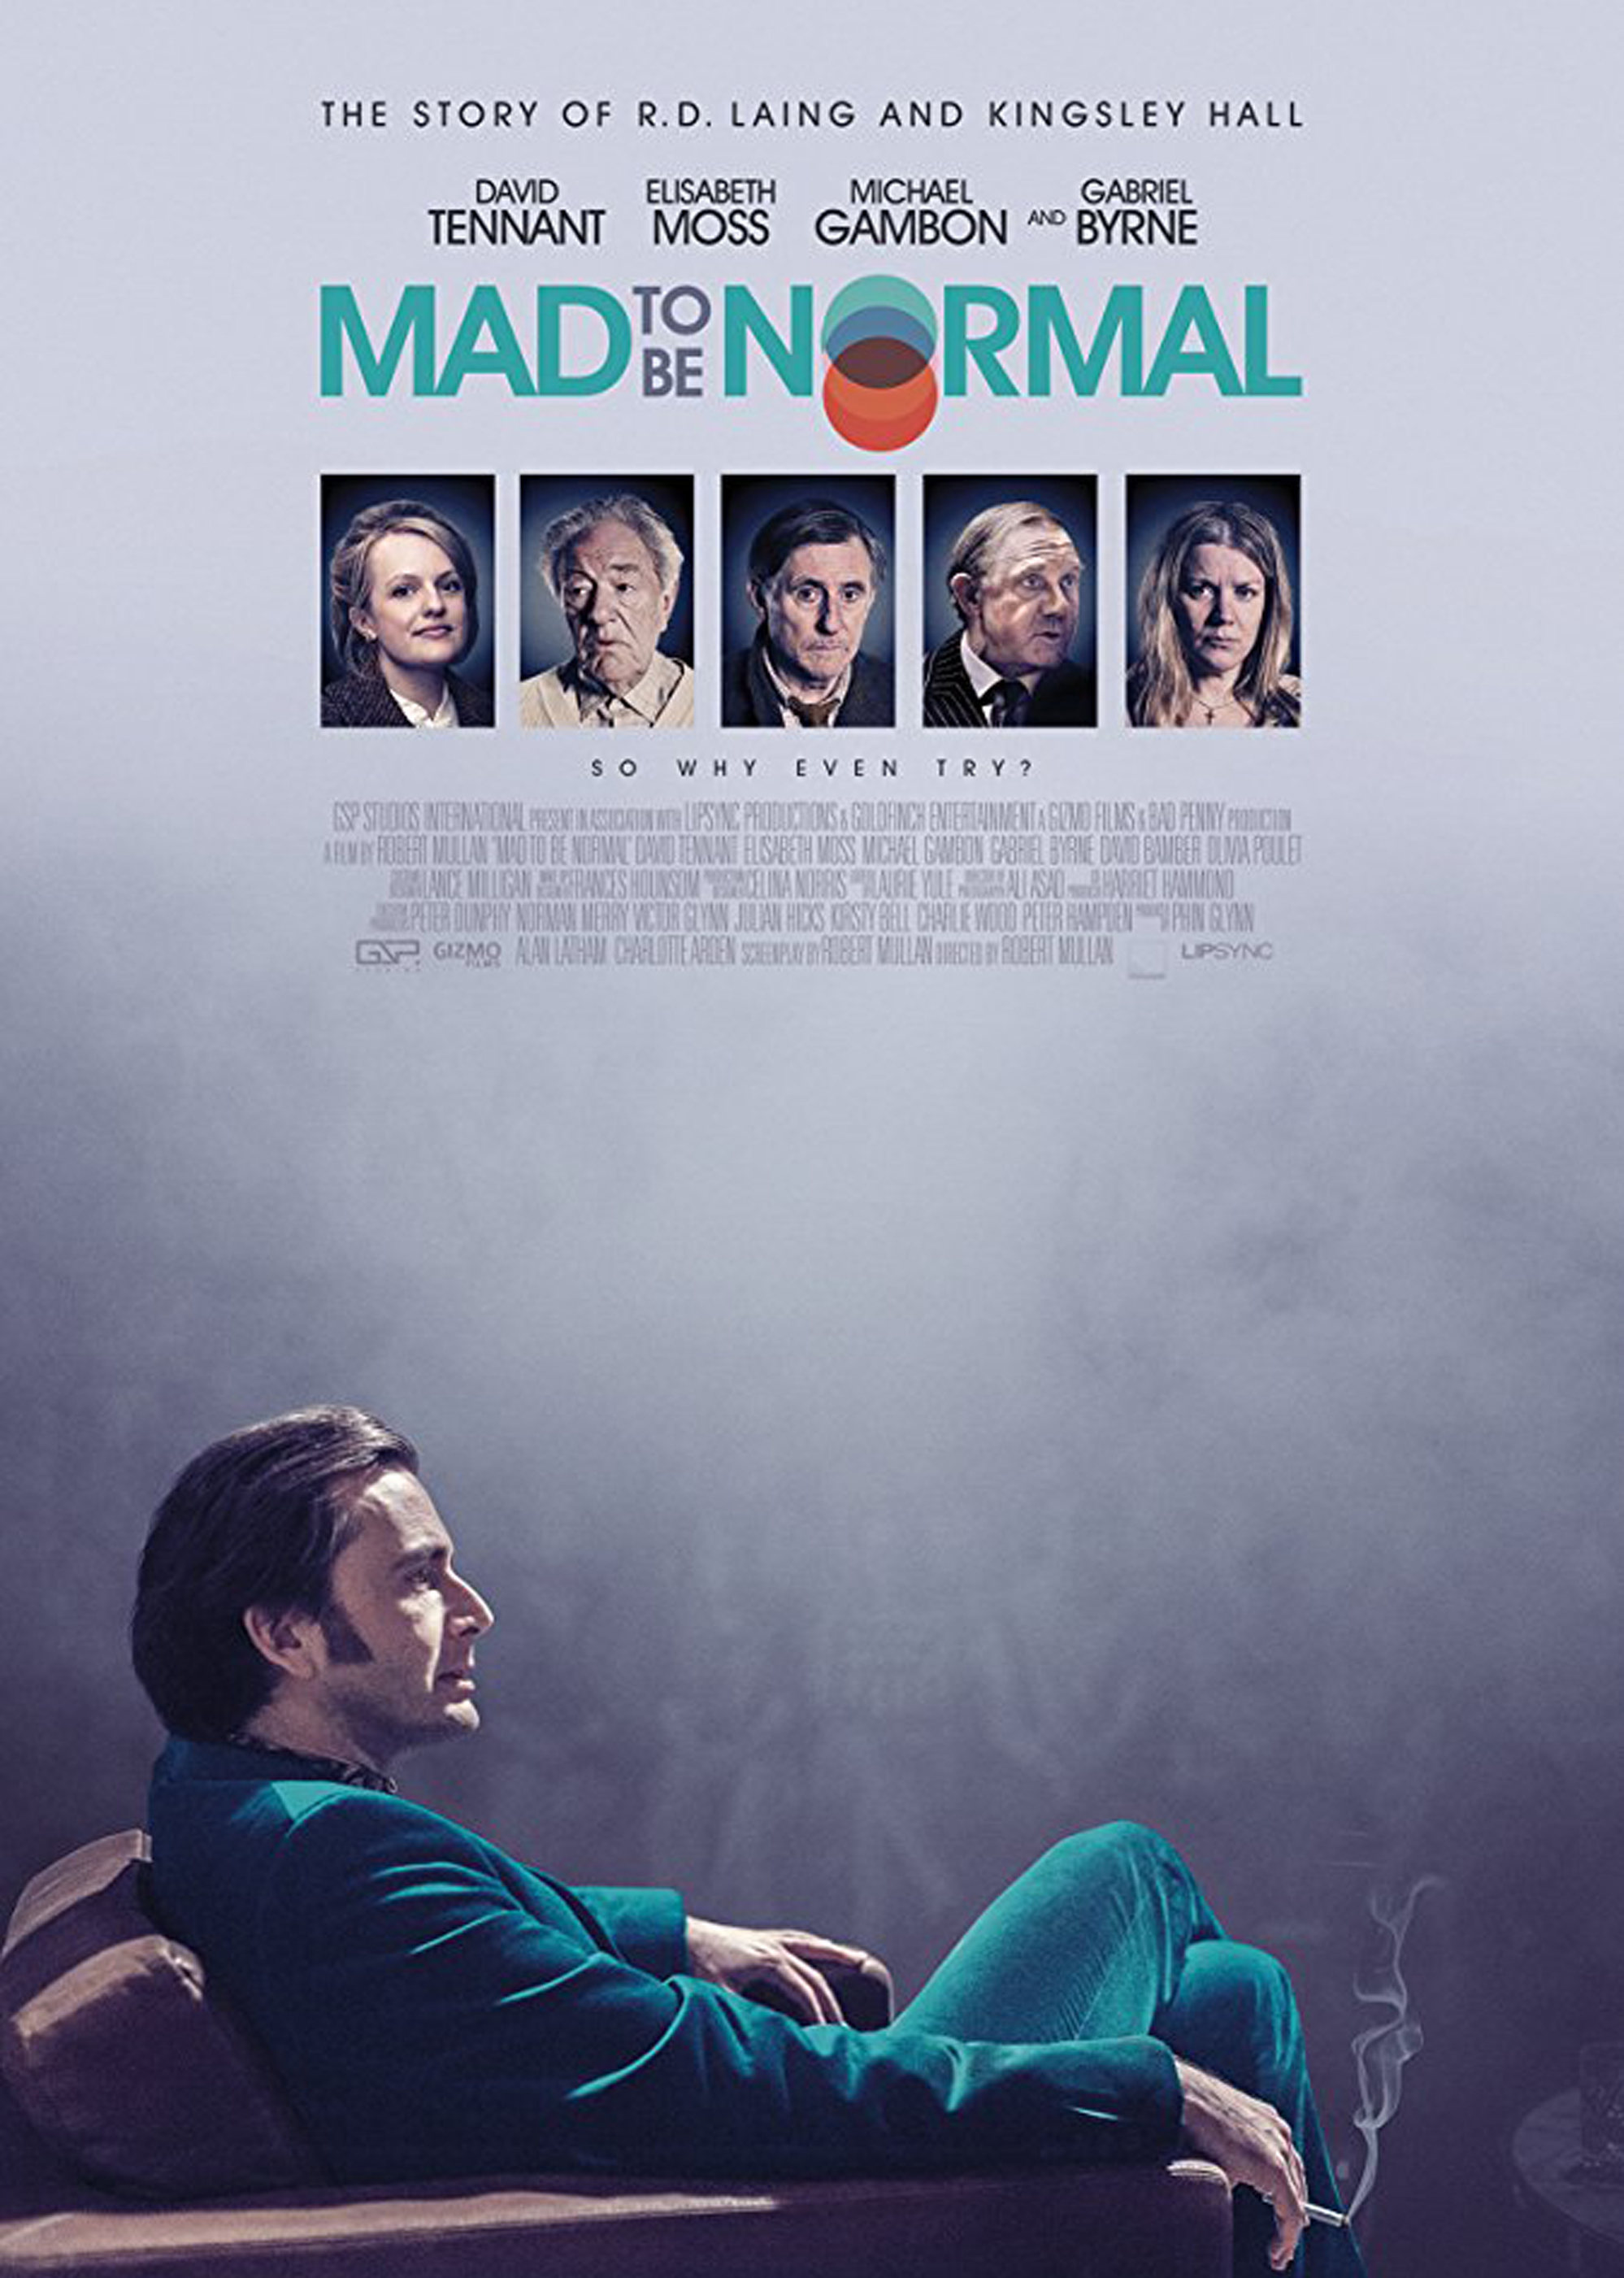 THE STORY OF R.D. LAING AND KINGSLEY HALL
DAVID TENNANT ELISABETH MOSS MICHAEL GAMBON AND GABRIEL BYRNE
MAD TO BE NORMAL
SO WHY EVEN TRY?
GSP STUDIOS INTERNATIONAL PRESENT IN ASSOCIATION WITH LIPSYNC PRODUCTIONS & GOLDFINCH ENTERTAINMENT A GIZMO FILMS & BAD PENNY PRODUCTION
A FILM BY ROBERT MULLAN "MAD TO BE NORMAL" DAVID TENNANT ELISABETH MOSS MICHAEL GAMBON GABRIEL BYRNE DAVID BAMBER OLIVIA POULET
LANCE MILLIGAN FRANCES HOUNSOM CELINA NORRIS LAURIE YULE ALI ASAD HARRIET HAMMOND
PETER DUNPHY NORMAN MERRY VICTOR GLYNN JULIAN HICKS KIRSTY BELL CHARLIE WOOD PETER HAMPDEN PHIN GLYNN
GSP GIZMO FILMS ALAN LATHAM CHARLOTTE ARDEN SCREENPLAY BY ROBERT MULLAN DIRECTED BY ROBERT MULLAN LIPSYNC